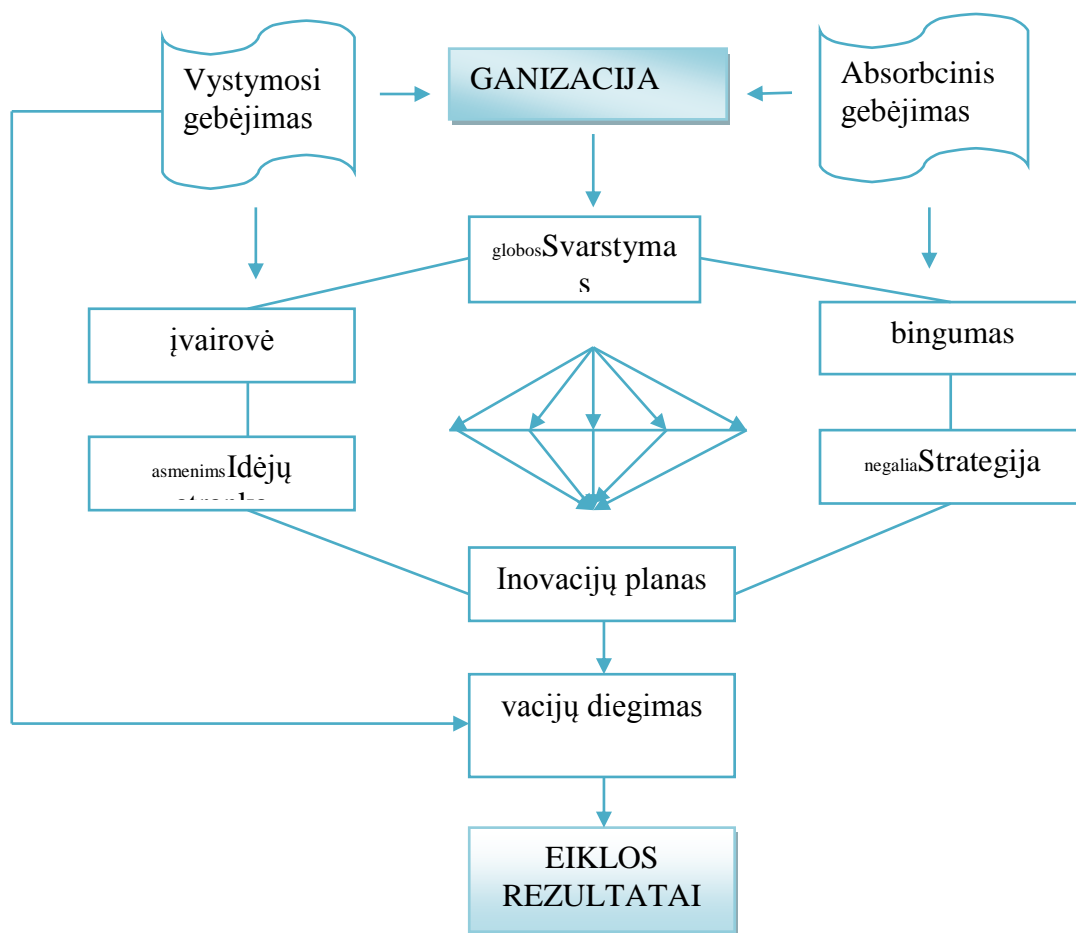 Vystymosi
gebėjimas
GANIZACIJA
Absorbcinis
gebėjimas
globosSvarstyma
s
įvairovė
bingumas
asmenimsIdėjų
negaliaStrategija
Inovacijų planas
vacijų diegimas
EIKLOS
REZULTATAI